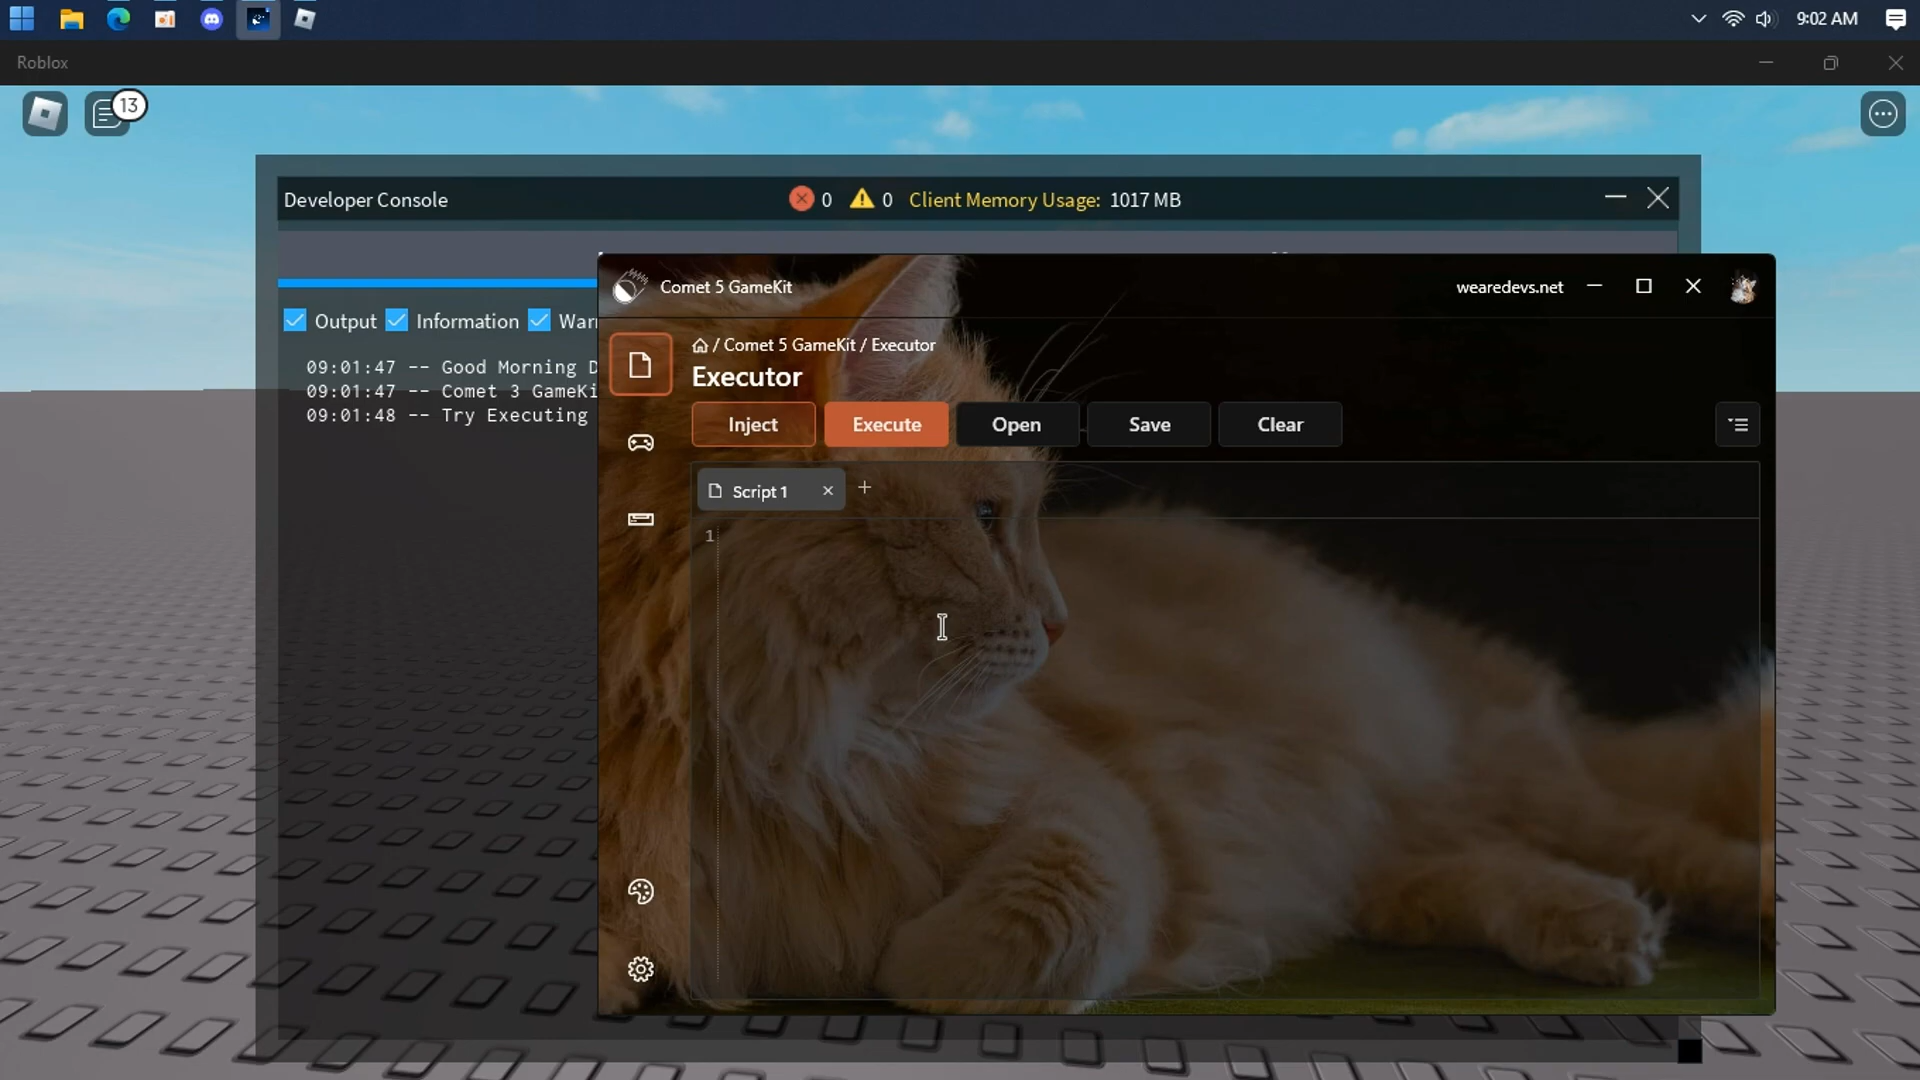 9:02 AM
Roblox
13
Developer Console
0
0
Client Memory Usage: 1017 MB
Comet 5 GameKit
wearedevs.net
Output
Information
/ Comet 5 GameKit / Executor
Executor
09:01:47 -- Good Morning D
09:01:47 -- Comet 3 GameKi
09:01:48 -- Try Executing
Inject
Execute
Open
Save
Clear
Script 1
1